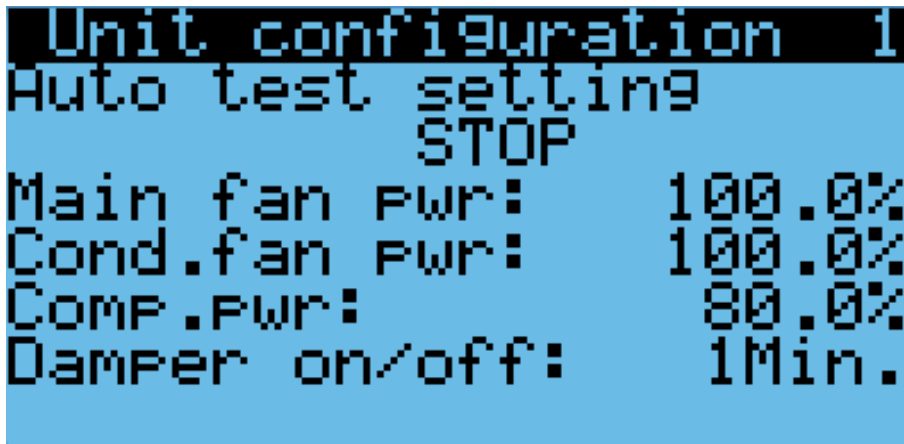 Unit configuration 1
Auto test setting
STOP
Main fan pwr: 100.0%
Cond.fan pwr: 100.0%
Comp.pwr: 80.0%
Damper on/off: 1Min.